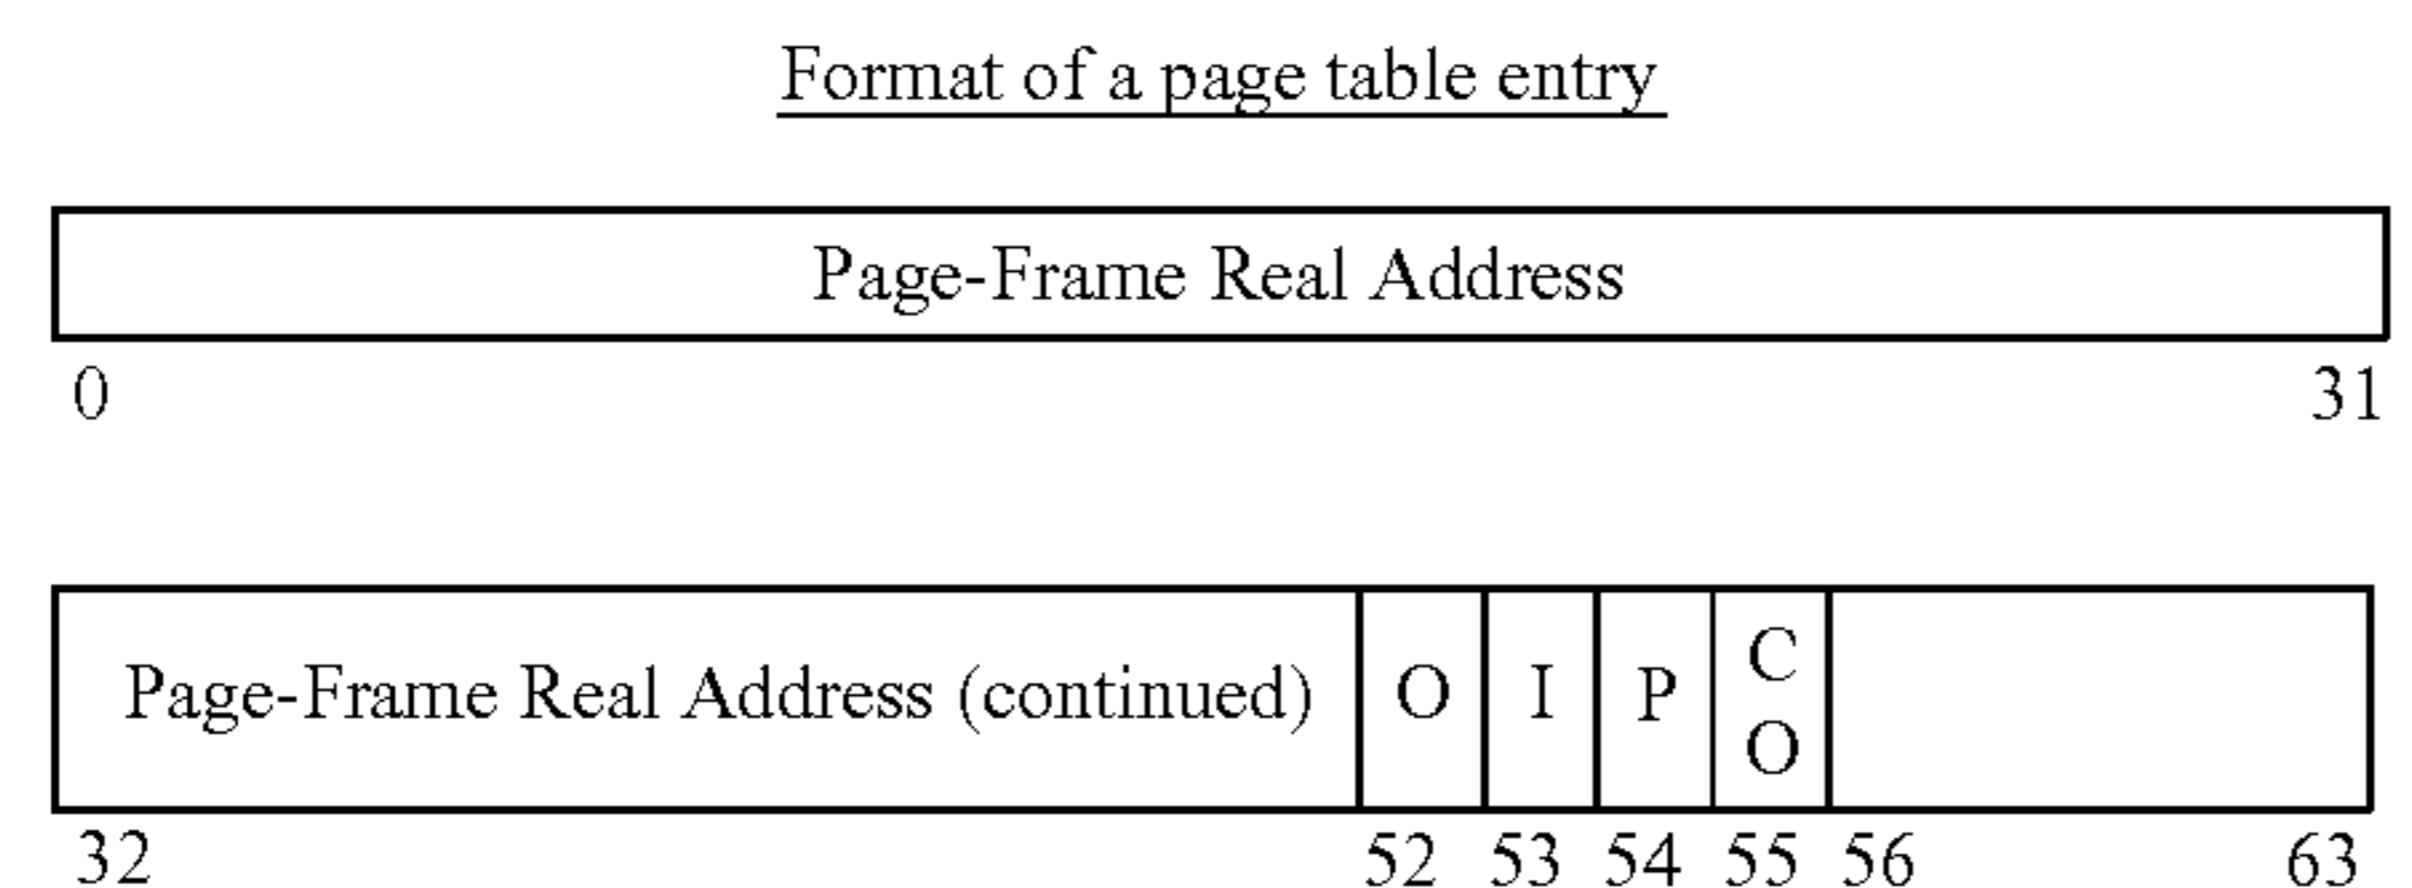 Format of a page table entry
Page-Frame Real Address
0 31
Page-Frame Real Address (continued) O I P C O
32 52 53 54 55 56 63